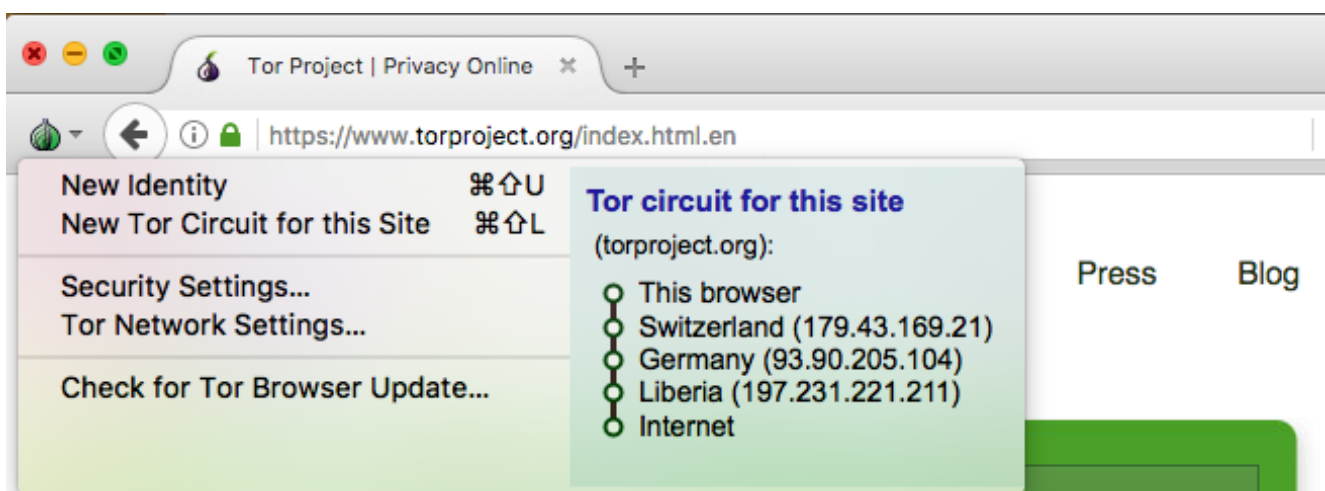 Tor Project | Privacy Online
https://www.torproject.org/index.html.en
New Identity ⌘⇧U
New Tor Circuit for this Site ⌘⇧L
Security Settings...
Tor Network Settings...
Check for Tor Browser Update...
Tor circuit for this site
(torproject.org):
This browser
Switzerland (179.43.169.21)
Germany (93.90.205.104)
Liberia (197.231.221.211)
Internet
Press Blog